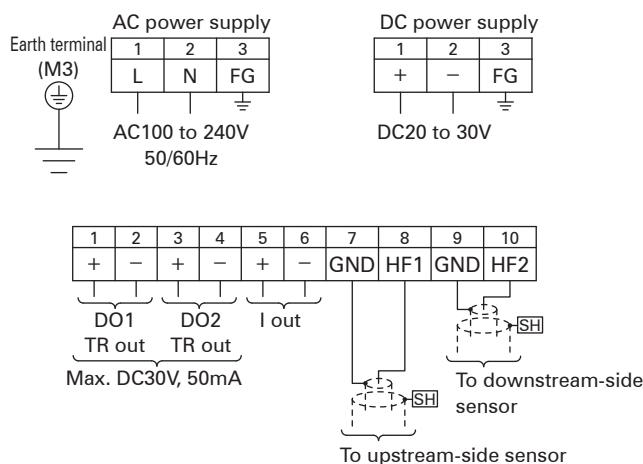 AC power supply
DC power supply
Earth terminal
(M3)
1 2 3
L N FG
AC100 to 240V
50/60Hz
1 2 3
+ − FG
DC20 to 30V
1 2 3 4 5 6 7 8 9 10
+ − + − + − GND HF1 GND HF2
DO1
TR out
DO2
TR out
I out
Max. DC30V, 50mA
SH
To downstream-side
sensor
SH
To upstream-side sensor